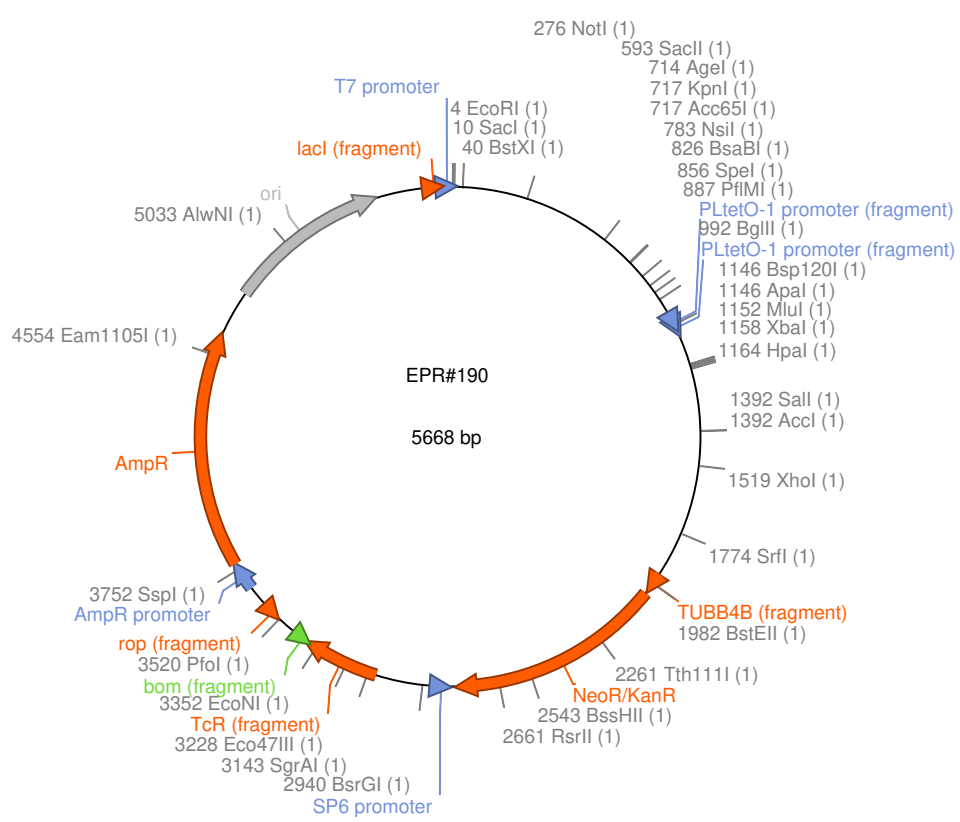 276 NotI (1)
593 SacII (1)
714 AgeI (1)
717 KpnI (1)
717 Acc65I (1)
783 NsiI (1)
826 BsaBI (1)
856 SpeI (1)
887 PflMI (1)
PLtetO-1 promoter (fragment)
992 BglII (1)
PLtetO-1 promoter (fragment)
1146 Bsp120I (1)
1146 ApaI (1)
1152 MluI (1)
1158 XbaI (1)
1164 HpaI (1)
1392 SalI (1)
1392 AccI (1)
1519 XhoI (1)
1774 SrfI (1)
TUBB4B (fragment)
1982 BstEII (1)
2261 Tth111I (1)
NeoR/KanR
2543 BssHII (1)
2661 RsrII (1)
T7 promoter
4 EcoRI (1)
10 SacI (1)
40 BstXI (1)
lacI (fragment)
ori
5033 AlwNI (1)
4554 Eam1105I (1)
EPR#190
5668 bp
AmpR
3752 SspI (1)
AmpR promoter
rop (fragment)
3520 PfoI (1)
bom (fragment)
3352 EcoNI (1)
TcR (fragment)
3228 Eco47III (1)
3143 SgrAI (1)
2940 BsrGI (1)
SP6 promoter